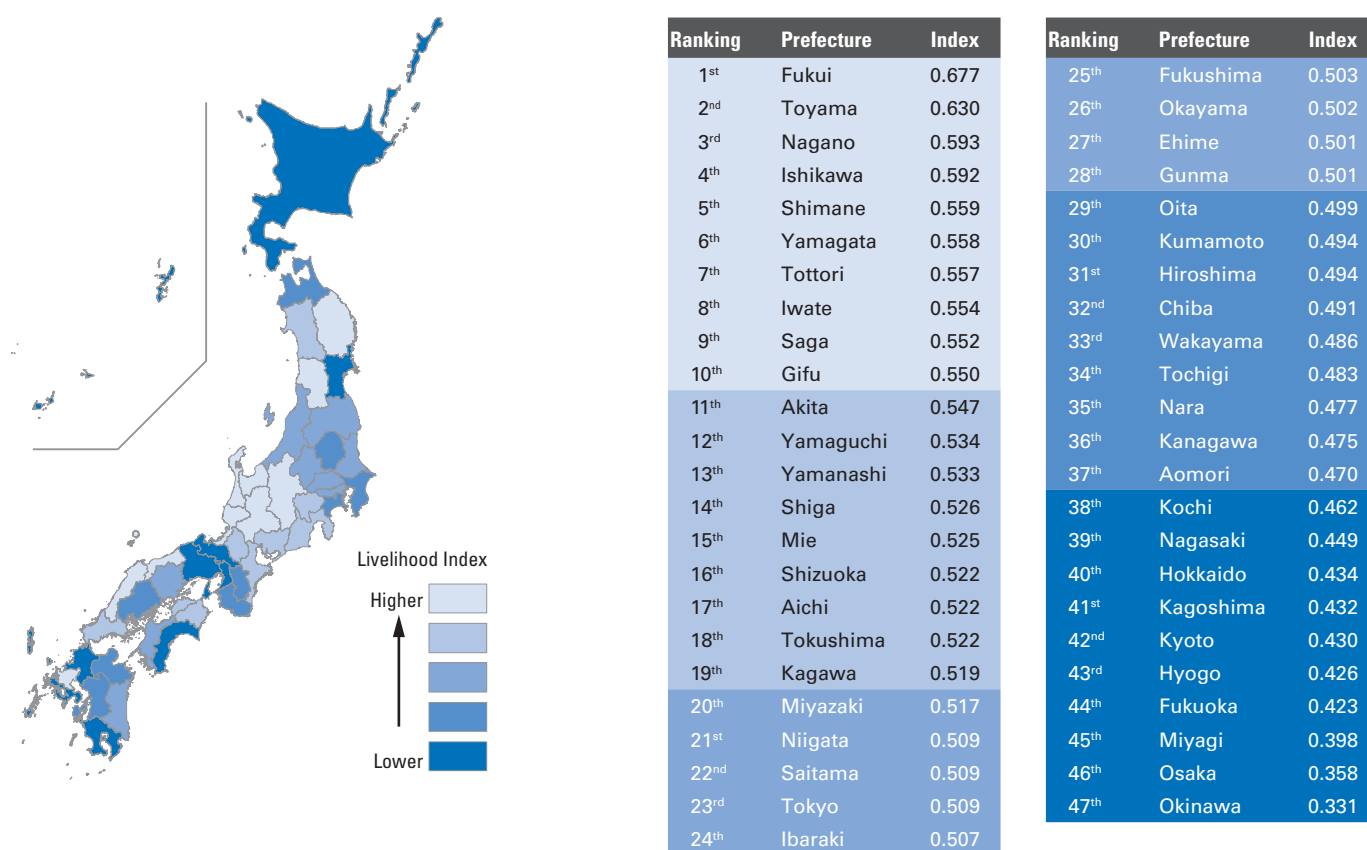 Livelihood Index
Higher
Lower
Ranking Prefecture Index
1st Fukui 0.677
2nd Toyama 0.630
3rd Nagano 0.593
4th Ishikawa 0.592
5th Shimane 0.559
6th Yamagata 0.558
7th Tottori 0.557
8th Iwate 0.554
9th Saga 0.552
10th Gifu 0.550
11th Akita 0.547
12th Yamaguchi 0.534
13th Yamanashi 0.533
14th Shiga 0.526
15th Mie 0.525
16th Shizuoka 0.522
17th Aichi 0.522
18th Tokushima 0.522
19th Kagawa 0.519
20th Miyazaki 0.517
21st Niigata 0.509
22nd Saitama 0.509
23rd Tokyo 0.509
24th Ibaraki 0.507
Ranking Prefecture Index
25th Fukushima 0.503
26th Okayama 0.502
27th Ehime 0.501
28th Gunma 0.501
29th Oita 0.499
30th Kumamoto 0.494
31st Hiroshima 0.494
32nd Chiba 0.491
33rd Wakayama 0.486
34th Tochigi 0.483
35th Nara 0.477
36th Kanagawa 0.475
37th Aomori 0.470
38th Kochi 0.462
39th Nagasaki 0.449
40th Hokkaido 0.434
41st Kagoshima 0.432
42nd Kyoto 0.430
43rd Hyogo 0.426
44th Fukuoka 0.423
45th Miyagi 0.398
46th Osaka 0.358
47th Okinawa 0.331